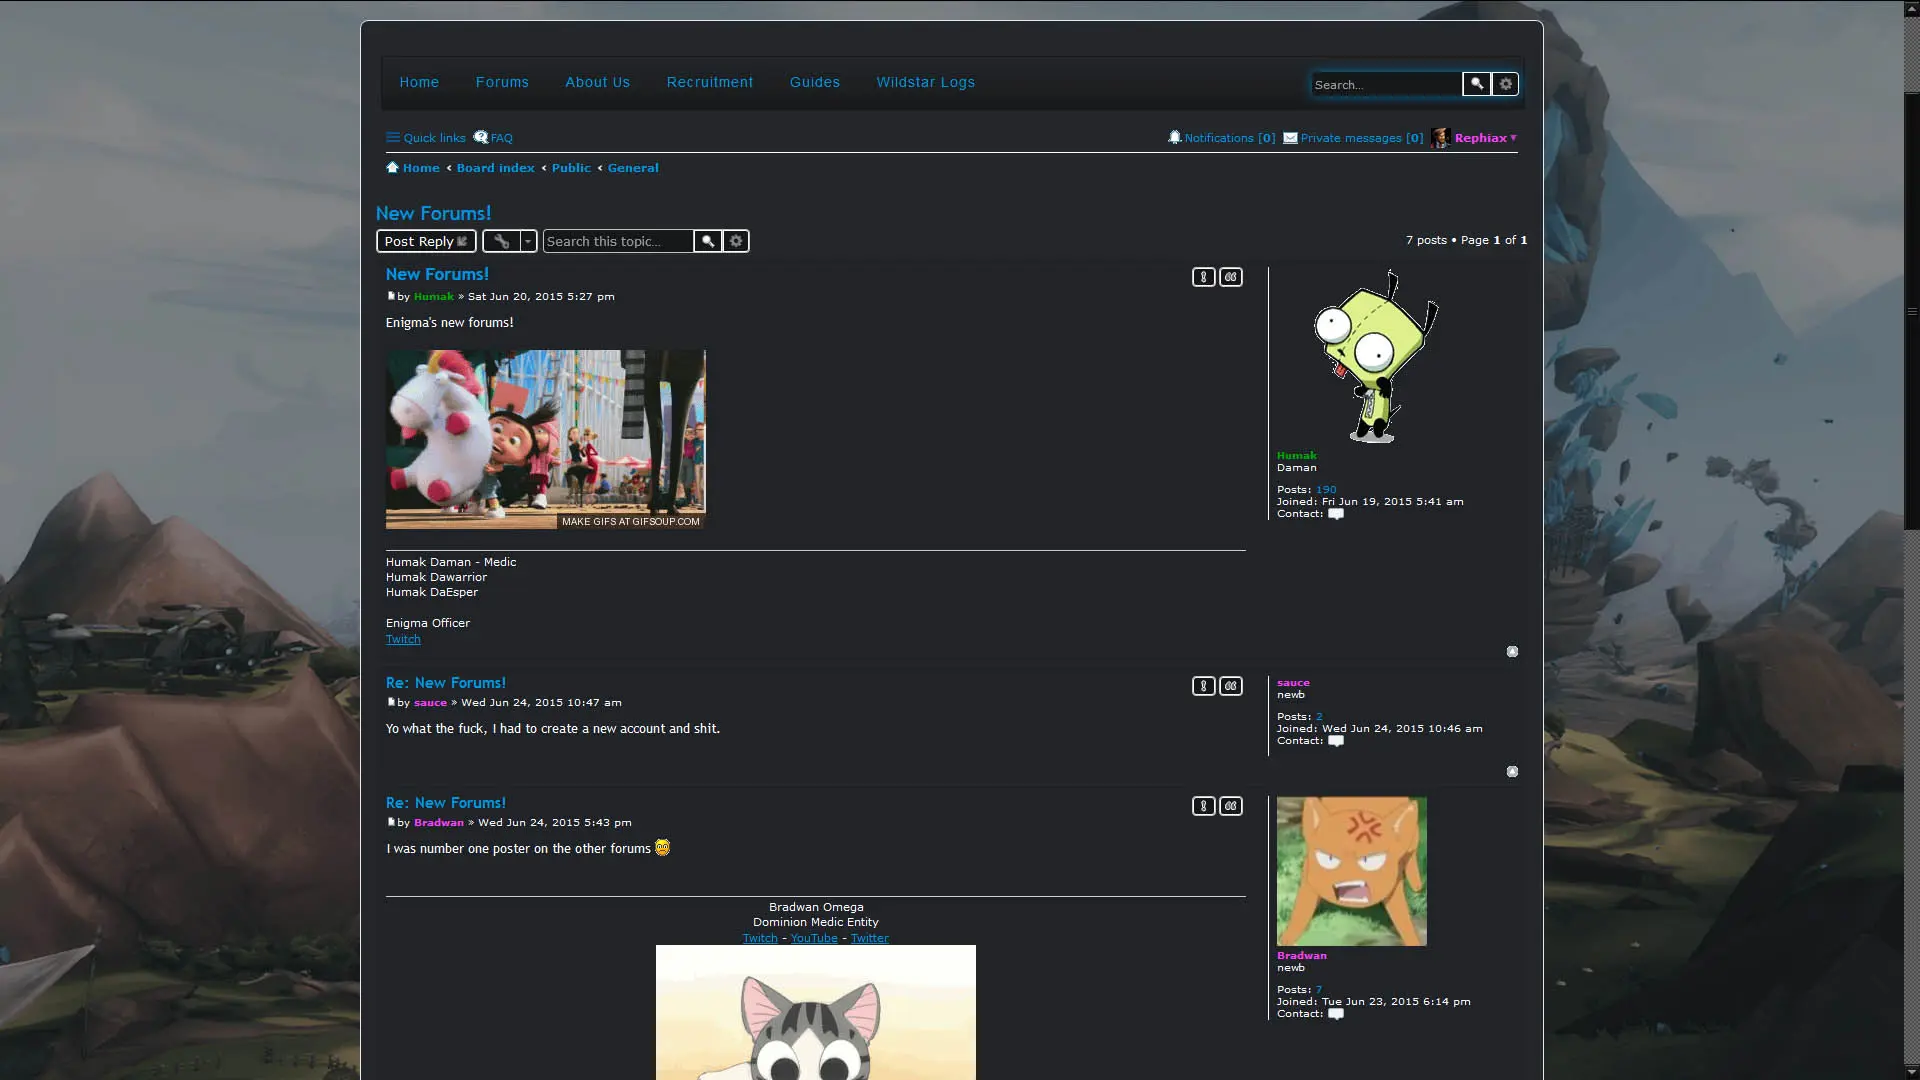 Home Forums About Us Recruitment Guides Wildstar Logs Search...
Quick links FAQ Notifications [0] Private messages [0] Rephiax
Home ‹ Board index ‹ Public ‹ General
New Forums!
Post Reply Search this topic... 7 posts • Page 1 of 1
New Forums!
by Humak » Sat Jun 20, 2015 5:27 pm
Enigma's new forums!
MAKE GIFS AT GIFSOUP.COM
Humak
Daman
Posts: 190
Joined: Fri Jun 19, 2015 5:41 am
Contact:
Humak Daman - Medic
Humak Dawarrior
Humak DaEsper
Enigma Officer
Twitch
Re: New Forums!
by sauce » Wed Jun 24, 2015 10:47 am
Yo what the fuck, I had to create a new account and shit.
sauce
newb
Posts: 2
Joined: Wed Jun 24, 2015 10:46 am
Contact:
Re: New Forums!
by Bradwan » Wed Jun 24, 2015 5:43 pm
I was number one poster on the other forums
Bradwan Omega
Dominion Medic Entity
Twitch - YouTube - Twitter
Bradwan
newb
Posts: 7
Joined: Tue Jun 23, 2015 6:14 pm
Contact: